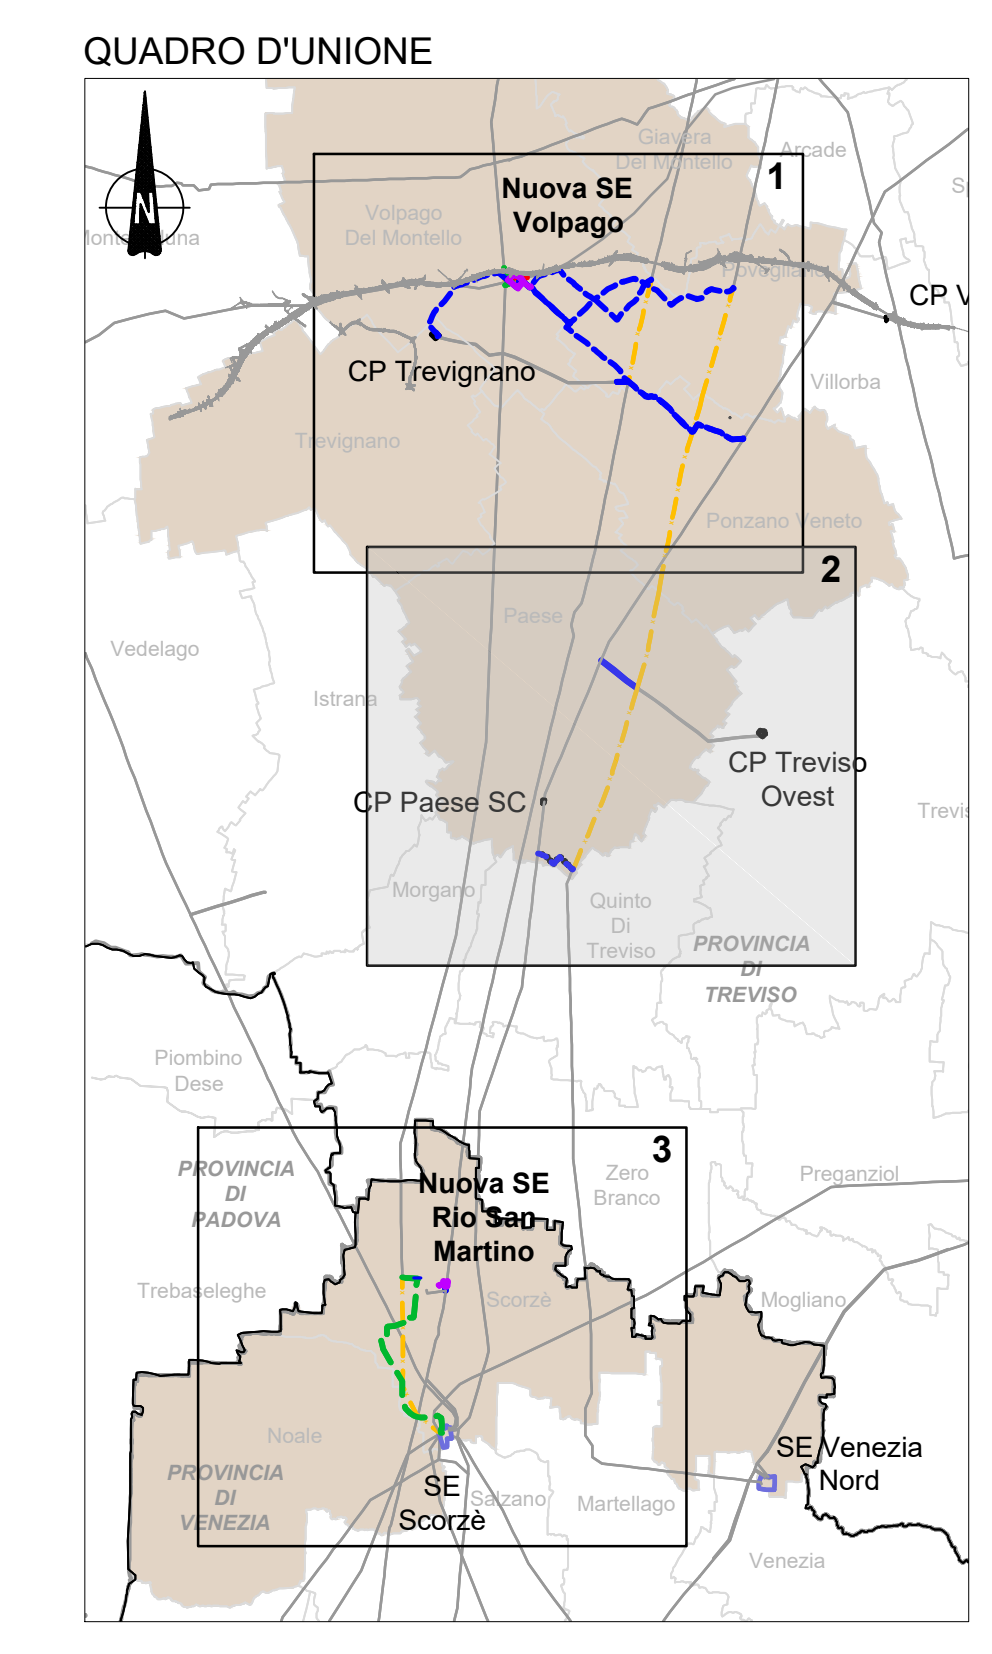 QUADRO D'UNIONE
Giavera
Del Montello
Arcade
1
Nuova SE
Volpago
Volpago
Del Montello
N
Povegliano
CP V
CP Trevignano
Villorba
Trevignano
Ponzano Veneto
2
Paese
Vedelago
Istrana
CP Treviso
Ovest
CP Paese SC
Trevis
Morgano
Quinto
Di
Treviso
PROVINCIA
DI
TREVISO
Piombino
Dese
3
PROVINCIA
DI
PADOVA
Nuova SE
Rio San
Martino
Zero
Branco
Preganziol
Trebaseleghe
Scorzè
Mogliano
Noale
SE Venezia
Nord
PROVINCIA
DI
VENEZIA
SE
Scorzè
Salzano
Martellago
Venezia